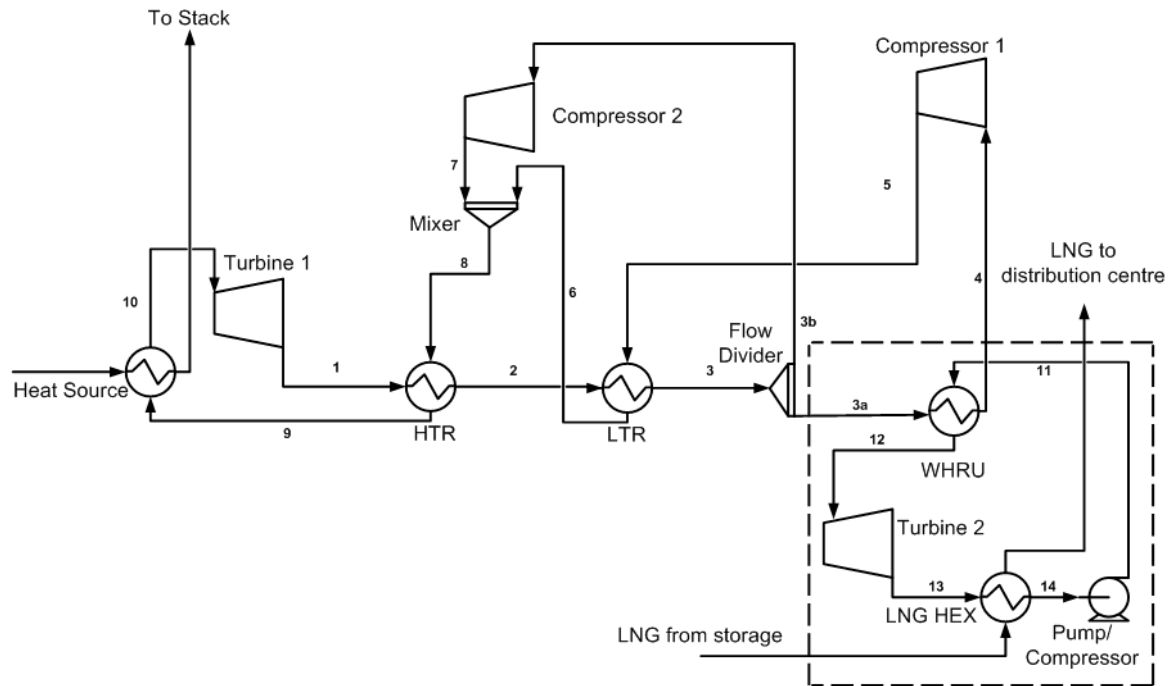 To Stack
Compressor 1
Compressor 2
7
5
Mixer
LNG to
distribution centre
Turbine 1
8
6
4
10
3b
Flow
Divider
1
2
3
11
Heat Source
3a
9
HTR
LTR
12
WHRU
Turbine 2
13
14
LNG HEX
LNG from storage
Pump/
Compressor